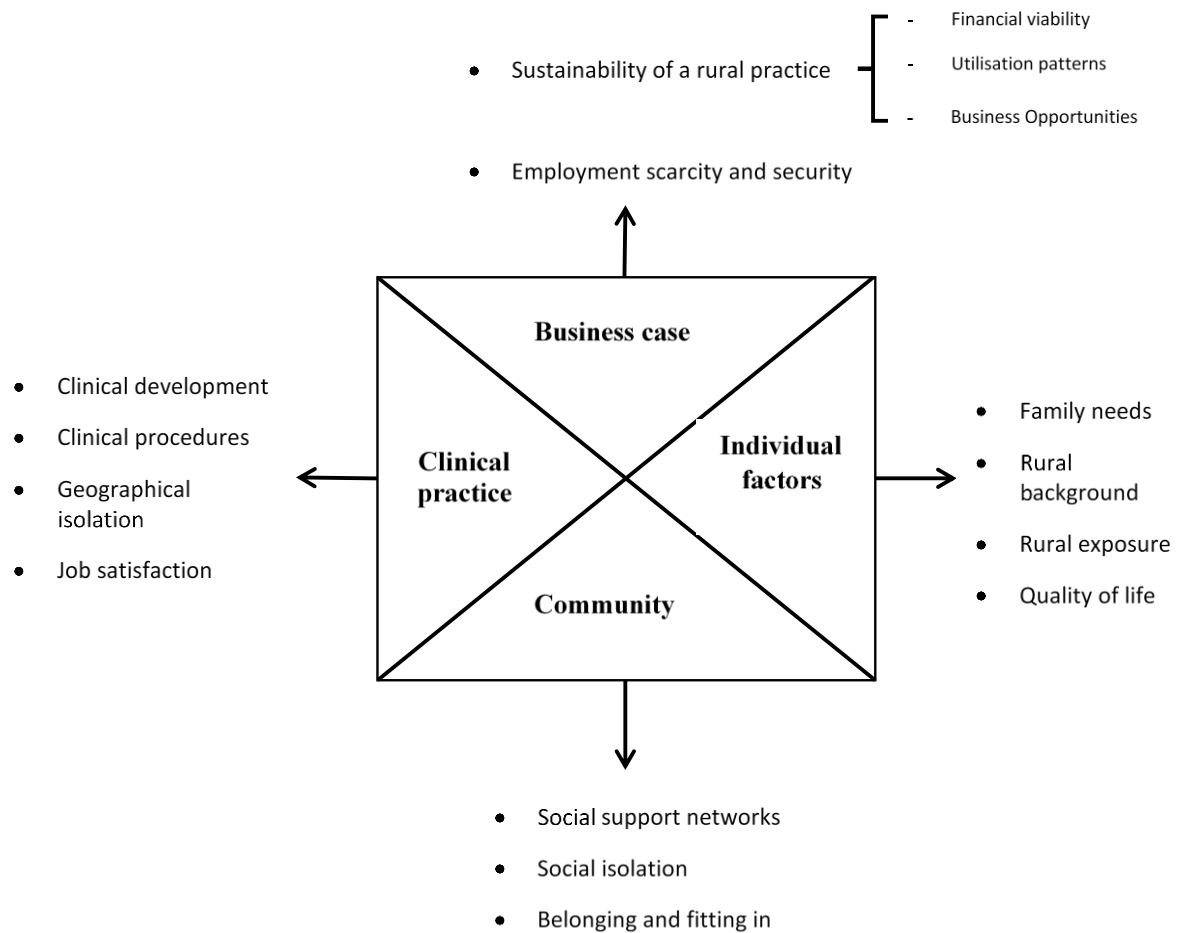 - Financial viability
• Sustainability of a rural practice
- Utilisation patterns
- Business Opportunities
• Employment scarcity and security
Business case
• Clinical development
• Clinical procedures
• Geographical
isolation
• Job satisfaction
Clinical
practice
Individual
factors
• Family needs
• Rural
background
• Rural exposure
• Quality of life
Community
• Social support networks
• Social isolation
• Belonging and fitting in